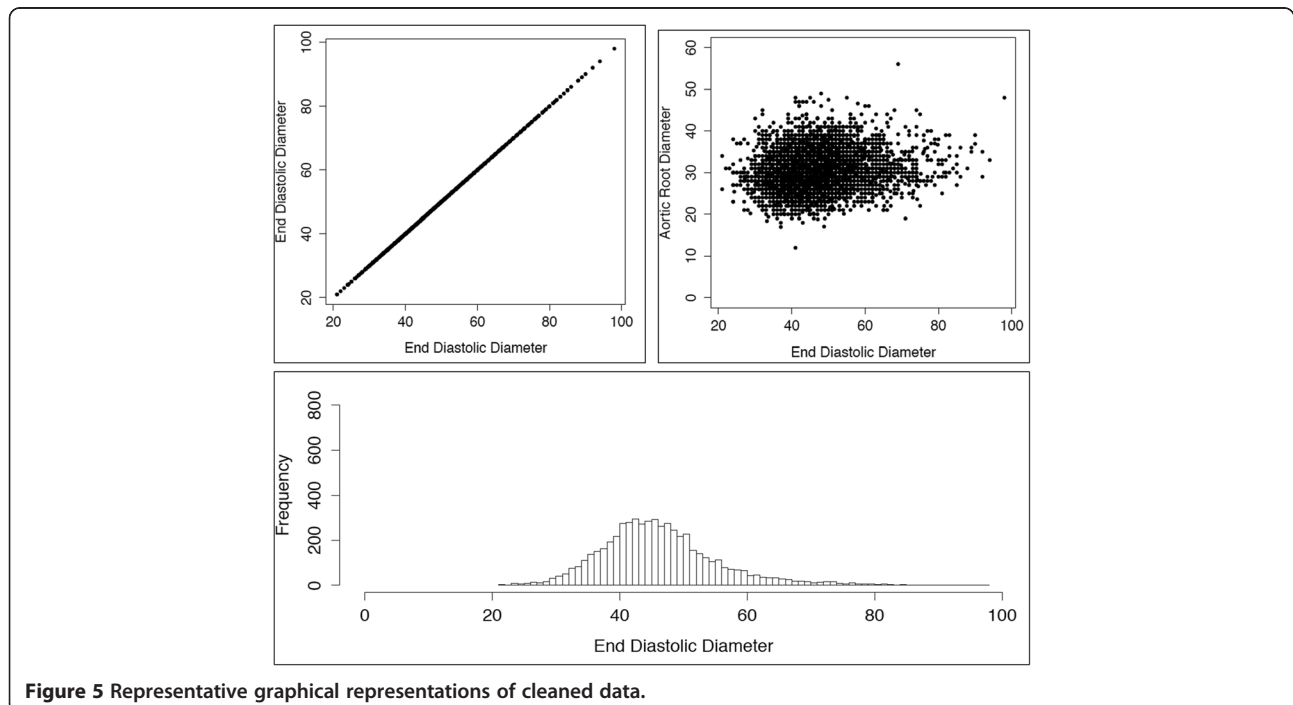 End Diastolic Diameter
100
80
60
40
20
20 40 60 80 100
End Diastolic Diameter
Aortic Root Diameter
60
50
40
30
20
10
0
20 40 60 80 100
End Diastolic Diameter
Frequency
800
600
400
200
0
0 20 40 60 80 100
End Diastolic Diameter
Figure 5 Representative graphical representations of cleaned data.